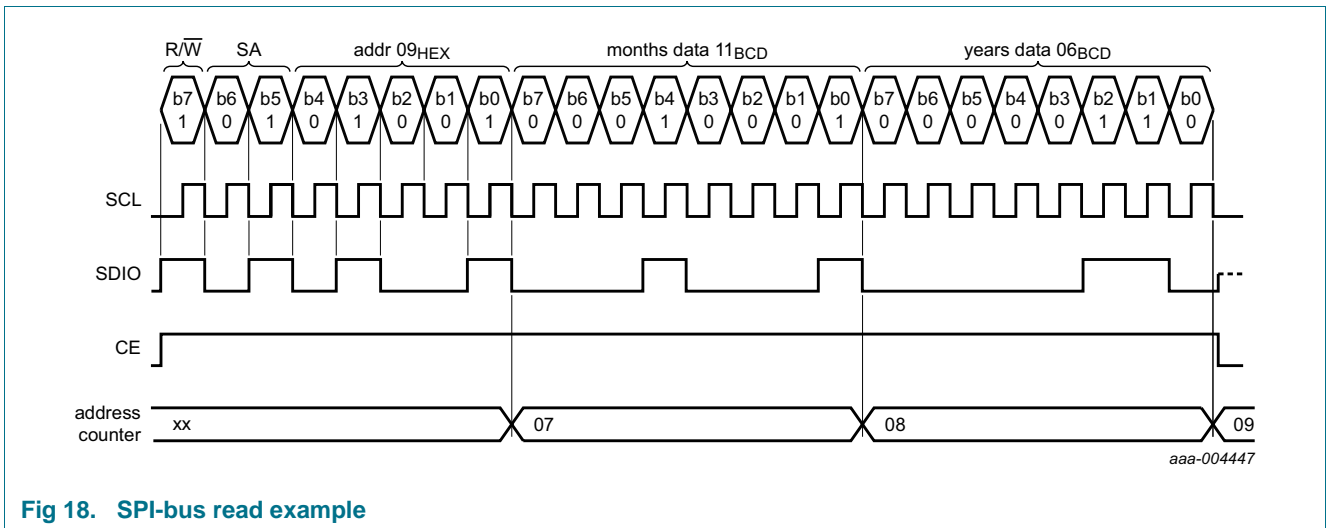 R/W̅ SA addr 09HEX months data 11BCD years data 06BCD
b7 b6 b5 b4 b3 b2 b1 b0 b7 b6 b5 b4 b3 b2 b1 b0 b7 b6 b5 b4 b3 b2 b1 b0
1 0 1 0 1 0 0 1 0 0 0 1 0 0 0 1 0 0 0 0 0 1 1 0
SCL
SDIO
CE
address
counter
xx 07 08 09
aaa-004447
Fig 18. SPI-bus read example